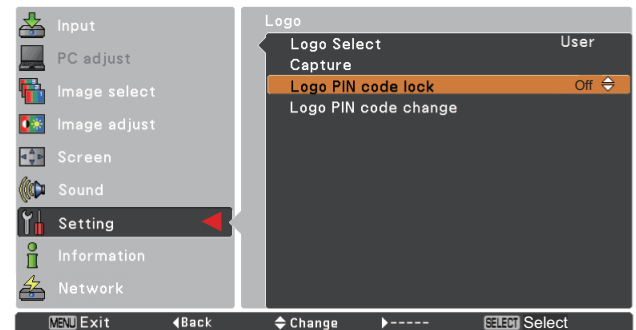 Input
PC adjust
Image select
Image adjust
Screen
Sound
Setting
Information
Network
Logo
Logo Select User
Capture
Logo PIN code lock Off
Logo PIN code change
MENU Exit Back Change ----- SELECT Select